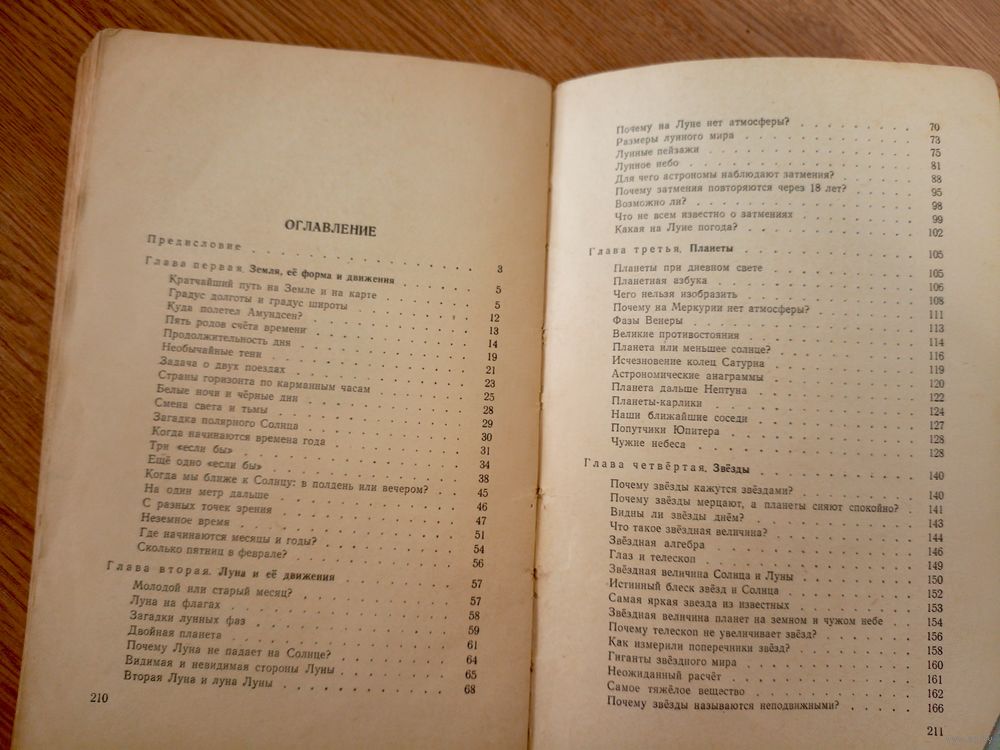 ОГЛАВЛЕНИЕ
Предисловие . . . . . . . . . . 3
Глава первая. Земля, её форма и движения . . . 5
Кратчайший путь на Земле и на карте . . . . 5
Градус долготы и градус широты . . . . . 12
Куда полетел Амундсен? . . . . . . 13
Пять родов счёта времени . . . . . . 14
Продолжительность дня . . . . . . 19
Необычайные тени . . . . . . . 21
Задача о двух поездах . . . . . . 23
Страны горизонта по карманным часам . . . . 25
Белые ночи и чёрные дни . . . . . . 28
Смена света и тьмы . . . . . . . 29
Загадка полярного Солнца . . . . . . 30
Когда начинаются времена года . . . . . 31
Три «если бы» . . . . . . . . 34
Ещё одно «если бы» . . . . . . . 38
Когда мы ближе к Солнцу: в полдень или вечером? . . 45
На один метр дальше . . . . . . . 46
С разных точек зрения . . . . . . 47
Неземное время . . . . . . . . 51
Где начинаются месяцы и годы? . . . . . 54
Сколько пятниц в феврале? . . . . . . 56
Глава вторая. Луна и её движения . . . . 57
Молодой или старый месяц? . . . . . . 57
Луна на флагах . . . . . . . . 58
Загадки лунных фаз . . . . . . . 59
Двойная планета . . . . . . . . 61
Почему Луна не падает на Солнце? . . . . . 64
Видимая и невидимая стороны Луны . . . . . 65
Вторая Луна и луна Луны . . . . . . 68
210
Почему на Луне нет атмосферы? . . . . . . 70
Размеры лунного мира . . . . . . . 73
Лунные пейзажи . . . . . . . . 75
Лунное небо . . . . . . . . . 81
Для чего астрономы наблюдают затмения? . . . . 88
Почему затмения повторяются через 18 лет? . . . 95
Возможно ли? . . . . . . . . 98
Что не всем известно о затмениях . . . . . 99
Какая на Луне погода? . . . . . . . 102
Глава третья. Планеты . . . . . . . 105
Планеты при дневном свете . . . . . . 105
Планетная азбука . . . . . . . . 106
Чего нельзя изобразить . . . . . . . 108
Почему на Меркурии нет атмосферы? . . . . . 111
Фазы Венеры . . . . . . . . . 113
Великие противостояния . . . . . . . 114
Планета или меньшее солнце? . . . . . . 116
Исчезновение колец Сатурна . . . . . . 119
Астрономические анаграммы . . . . . . 120
Планета дальше Нептуна . . . . . . . 122
Планеты-карлики . . . . . . . . 124
Наши ближайшие соседи . . . . . . . 127
Попутчики Юпитера . . . . . . . . 128
Чужие небеса . . . . . . . . . 128
Глава четвёртая. Звёзды . . . . . . 140
Почему звёзды кажутся звёздами? . . . . . 140
Почему звёзды мерцают, а планеты сияют спокойно? . . 141
Видны ли звёзды днём? . . . . . . . 143
Что такое звёздная величина? . . . . . . 144
Звёздная алгебра . . . . . . . . 146
Глаз и телескоп . . . . . . . . 149
Звёздная величина Солнца и Луны . . . . . 150
Истинный блеск звёзд и Солнца . . . . . . 152
Самая яркая звезда из известных . . . . . 153
Звёздная величина планет на земном и чужом небе . . 154
Почему телескоп не увеличивает звёзд? . . . . 156
Как измерили поперечники звёзд? . . . . . 158
Гиганты звёздного мира . . . . . . . 160
Неожиданный расчёт . . . . . . . 161
Самое тяжёлое вещество . . . . . . . 162
Почему звёзды называются неподвижными? . . . . 166
211